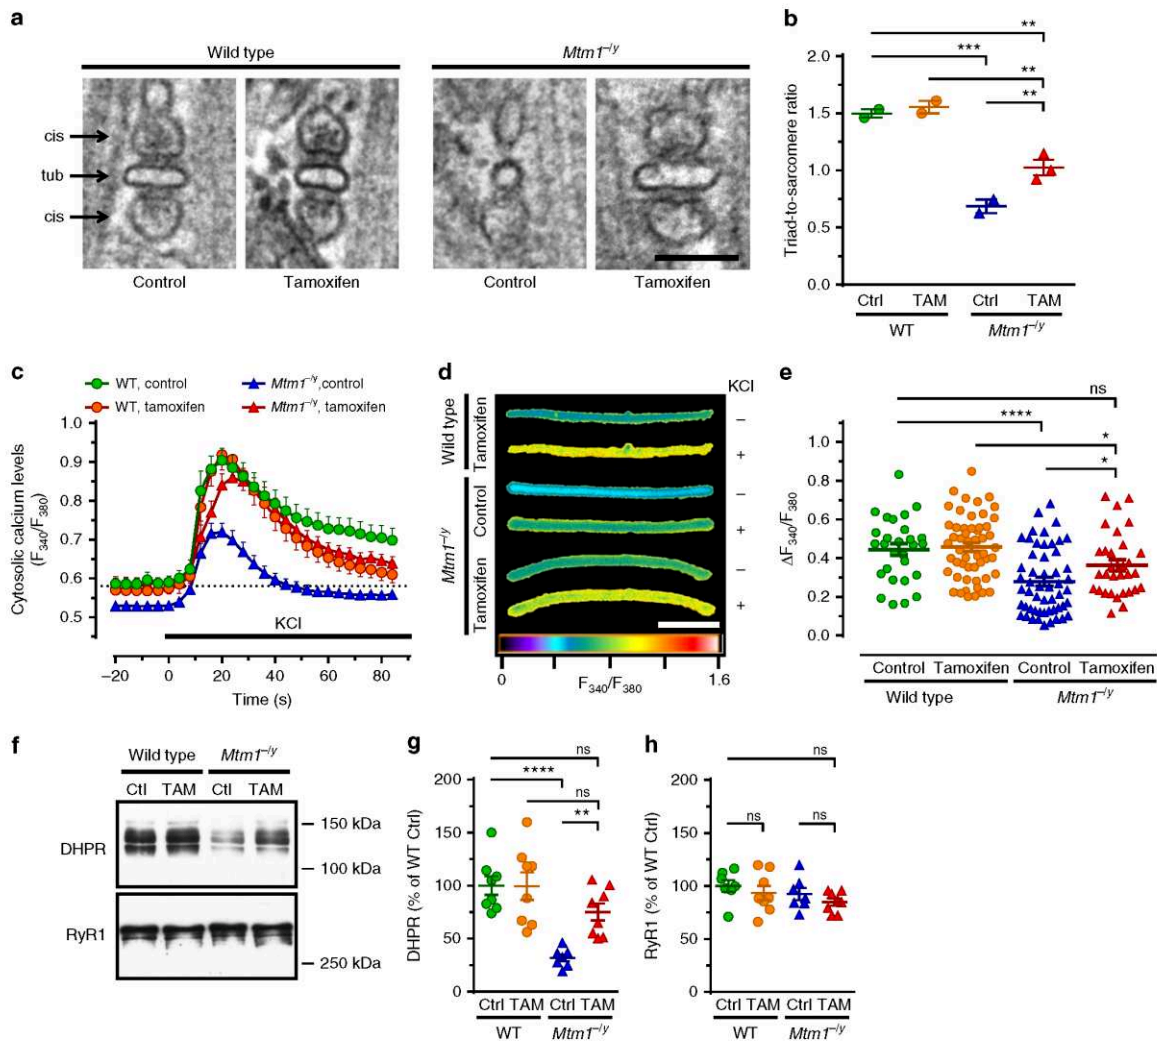 a
Wild type
Mtm1⁻/ʸ
cis
tub
cis
Control
Tamoxifen
Control
Tamoxifen
b
Triad-to-sarcomere ratio
2.0
1.5
1.0
0.5
0.0
**
***
**
**
Ctrl
TAM
Ctrl
TAM
WT
Mtm1⁻/ʸ
c
WT, control
Mtm1⁻/ʸ,control
WT, tamoxifen
Mtm1⁻/ʸ, tamoxifen
Cytosolic calcium levels
(F₃₄₀/F₃₈₀)
1.0
0.9
0.8
0.7
0.6
0.5
KCl
–20
0
20
40
60
80
Time (s)
d
KCl
Wild type
Tamoxifen
–
+
Mtm1⁻/ʸ
Control
–
+
Tamoxifen
–
+
0
F₃₄₀/F₃₈₀
1.6
e
ΔF₃₄₀/F₃₈₀
1.0
0.8
0.6
0.4
0.2
0.0
ns
****
*
*
Control
Tamoxifen
Control
Tamoxifen
Wild type
Mtm1⁻/ʸ
f
Wild type
Mtm1⁻/ʸ
Ctl
TAM
Ctl
TAM
DHPR
150 kDa
100 kDa
RyR1
250 kDa
g
DHPR (% of WT Ctrl)
200
150
100
50
0
ns
****
ns
**
Ctrl
TAM
Ctrl
TAM
WT
Mtm1⁻/ʸ
h
RyR1 (% of WT Ctrl)
200
150
100
50
0
ns
ns
ns
Ctrl
TAM
Ctrl
TAM
WT
Mtm1⁻/ʸ